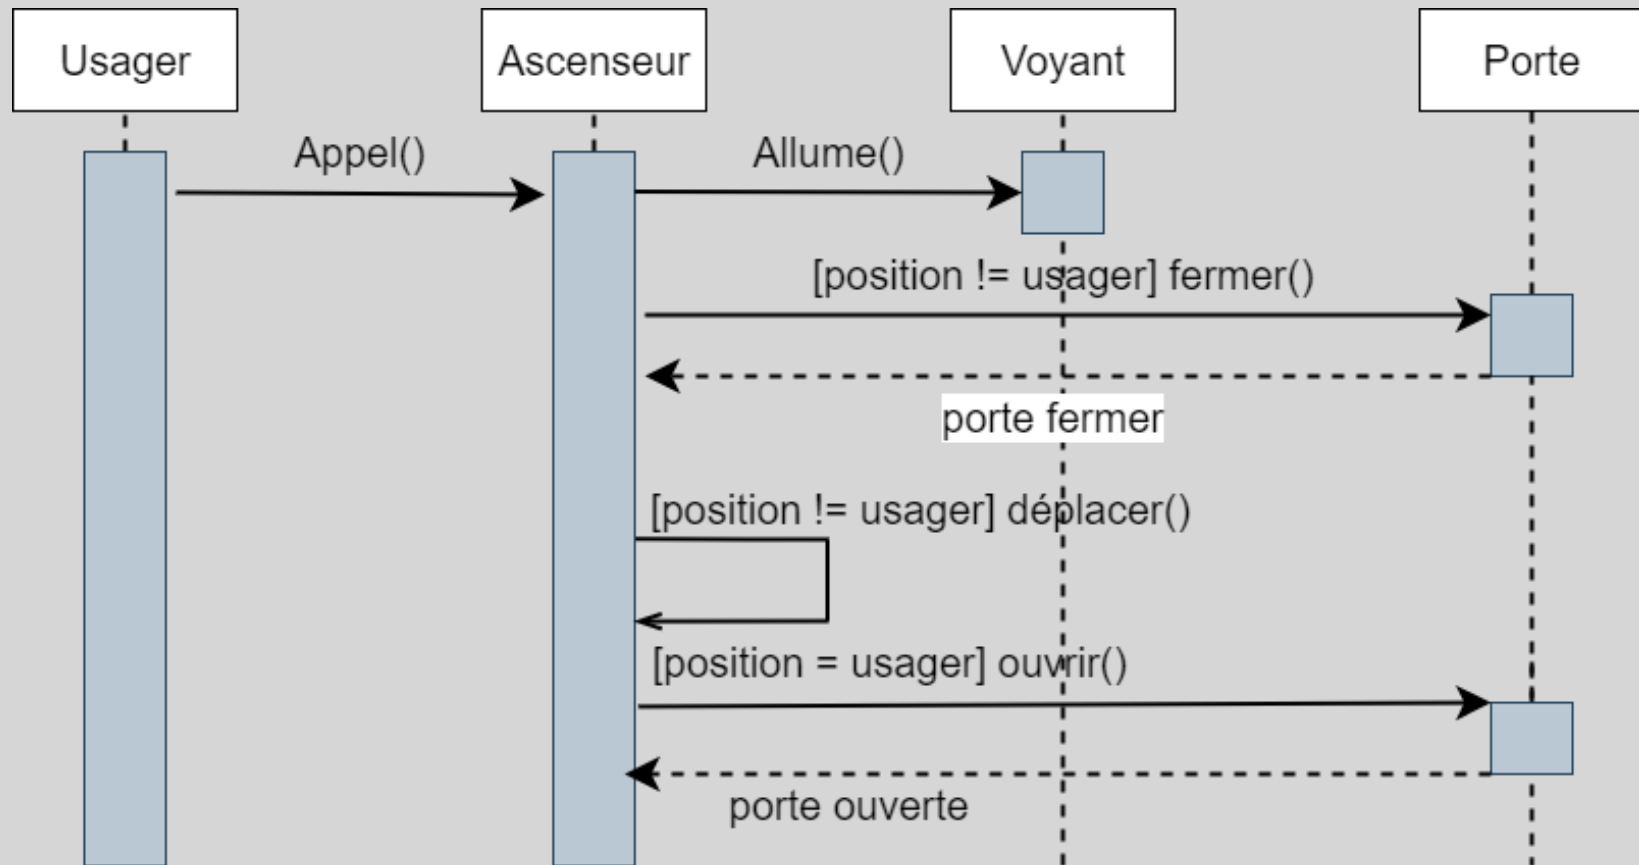 Usager
Ascenseur
Voyant
Porte
Appel()
Allume()
[position != usager] fermer()
porte fermer
[position != usager] déplacer()
[position = usager] ouvrir()
porte ouverte